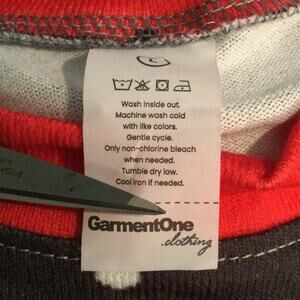 Wash inside out.
Machine wash cold
with like colors.
Gentle cycle.
Only non-chlorine bleach
when needed.
Tumble dry low.
Cool iron if needed.
GarmentOne
.clothing